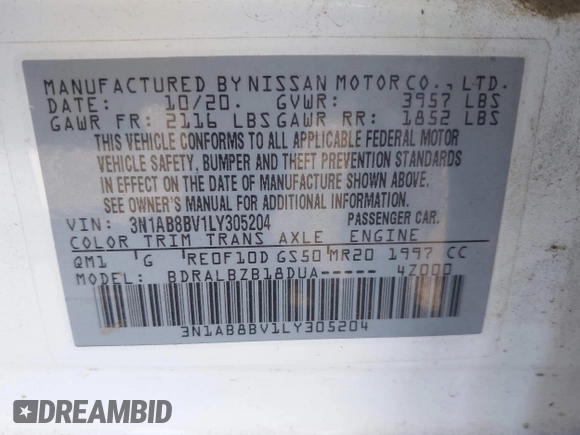 MANUFACTURED BY NISSAN MOTOR CO., LTD.
DATE: 10/20. GVWR: 3957 LBS
GAWR FR: 2116 LBS GAWR RR: 1852 LBS
THIS VEHICLE CONFORMS TO ALL APPLICABLE FEDERAL MOTOR
VEHICLE SAFETY, BUMPER AND THEFT PREVENTION STANDARDS
IN EFFECT ON THE DATE OF MANUFACTURE SHOWN ABOVE.
SEE OWNER'S MANUAL FOR ADDITIONAL INFORMATION.
VIN: 3N1AB8BV1LY305204 PASSENGER CAR.
COLOR TRIM TRANS AXLE ENGINE
QM1 G RE0F10D GS50 MR20 1997 CC
MODEL: BDRALBZB18DUA----- 4Z000
3N1AB8BV1LY305204
DREAMBID